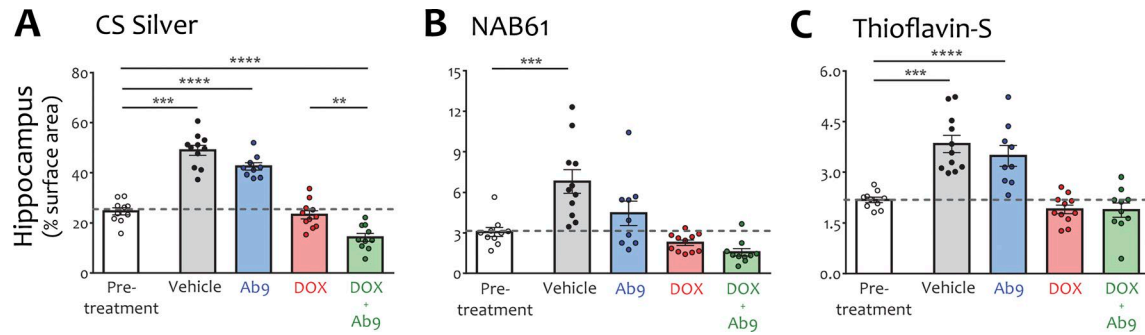 A CS Silver
Hippocampus
(% surface area)
80
60
40
20
0
****
****
***
**
Pre-
treatment
Vehicle
Ab9
DOX
DOX
+
Ab9
B NAB61
15
12
9
6
3
0
***
Pre-
treatment
Vehicle
Ab9
DOX
DOX
+
Ab9
C Thioflavin-S
6.0
4.5
3.0
1.5
0
****
***
Pre-
treatment
Vehicle
Ab9
DOX
DOX
+
Ab9